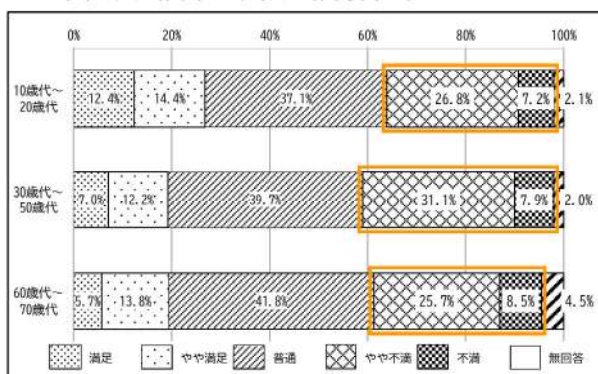 0% 20% 40% 60% 80% 100%
10歳代～
20歳代
12.4% 14.4% 37.1% 26.8% 7.2% 2.1%
30歳代～
50歳代
7.0% 12.2% 39.7% 31.1% 7.9% 2.0%
60歳代～
70歳代
5.7% 13.8% 41.8% 25.7% 8.5% 4.5%
満足 やや満足 普通 やや不満 不満 無回答